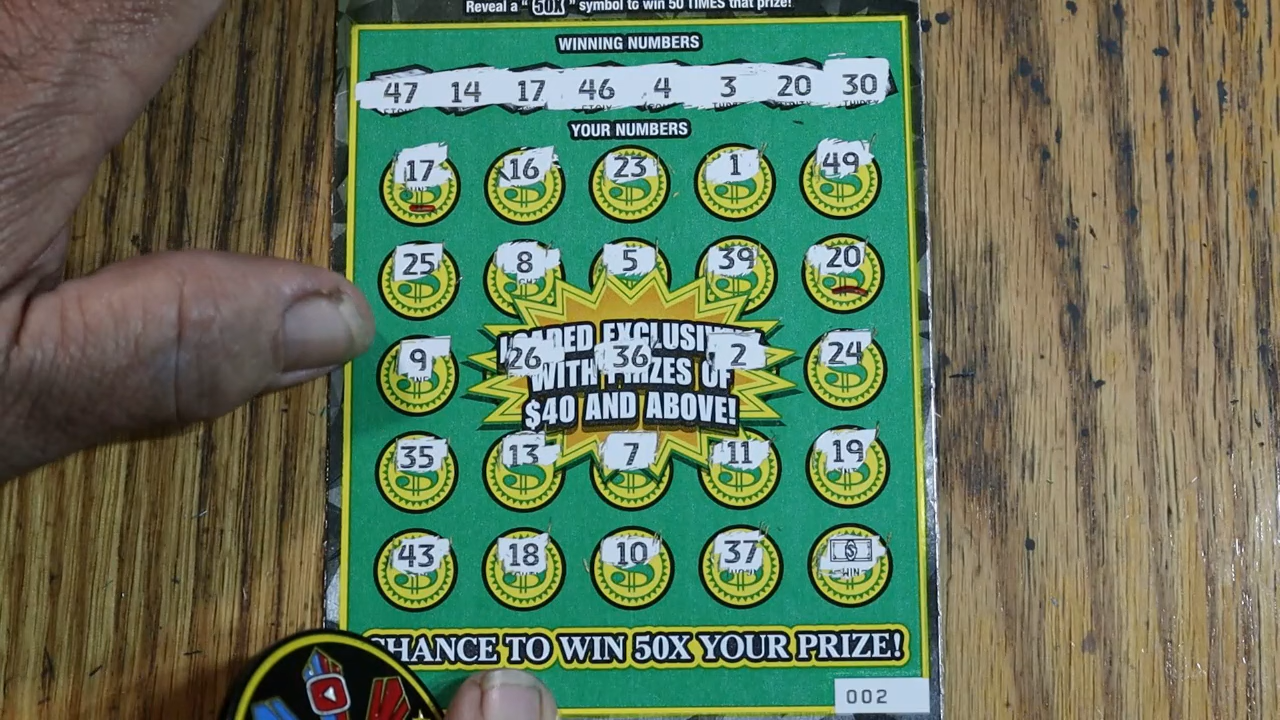 Reveal a "50X" symbol to win 50 TIMES that prize!
WINNING NUMBERS
47 14 17 46 4 3 20 30
YOUR NUMBERS
17 16 23 1 49
25 8 5 39 20
LOADED EXCLUSIVELY
9 26 36 2 24
WITH PRIZES OF
$40 AND ABOVE!
35 13 7 11 19
43 18 10 37
WIN
CHANCE TO WIN 50X YOUR PRIZE!
002